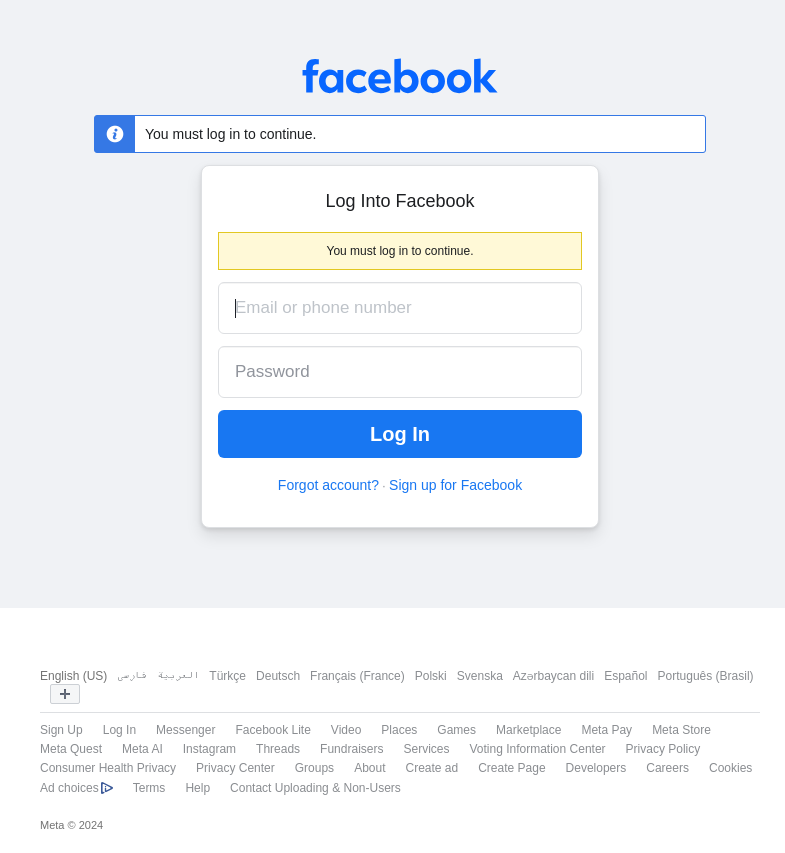 facebook
You must log in to continue.
Log Into Facebook
You must log in to continue.
Email or phone number
Password
Log In
Forgot account? · Sign up for Facebook
English (US) فارسی العربية Türkçe Deutsch Français (France) Polski Svenska Azərbaycan dili Español Português (Brasil)
Sign Up Log In Messenger Facebook Lite Video Places Games Marketplace Meta Pay Meta Store
Meta Quest Meta AI Instagram Threads Fundraisers Services Voting Information Center Privacy Policy
Consumer Health Privacy Privacy Center Groups About Create ad Create Page Developers Careers Cookies
Ad choices Terms Help Contact Uploading & Non-Users
Meta © 2024